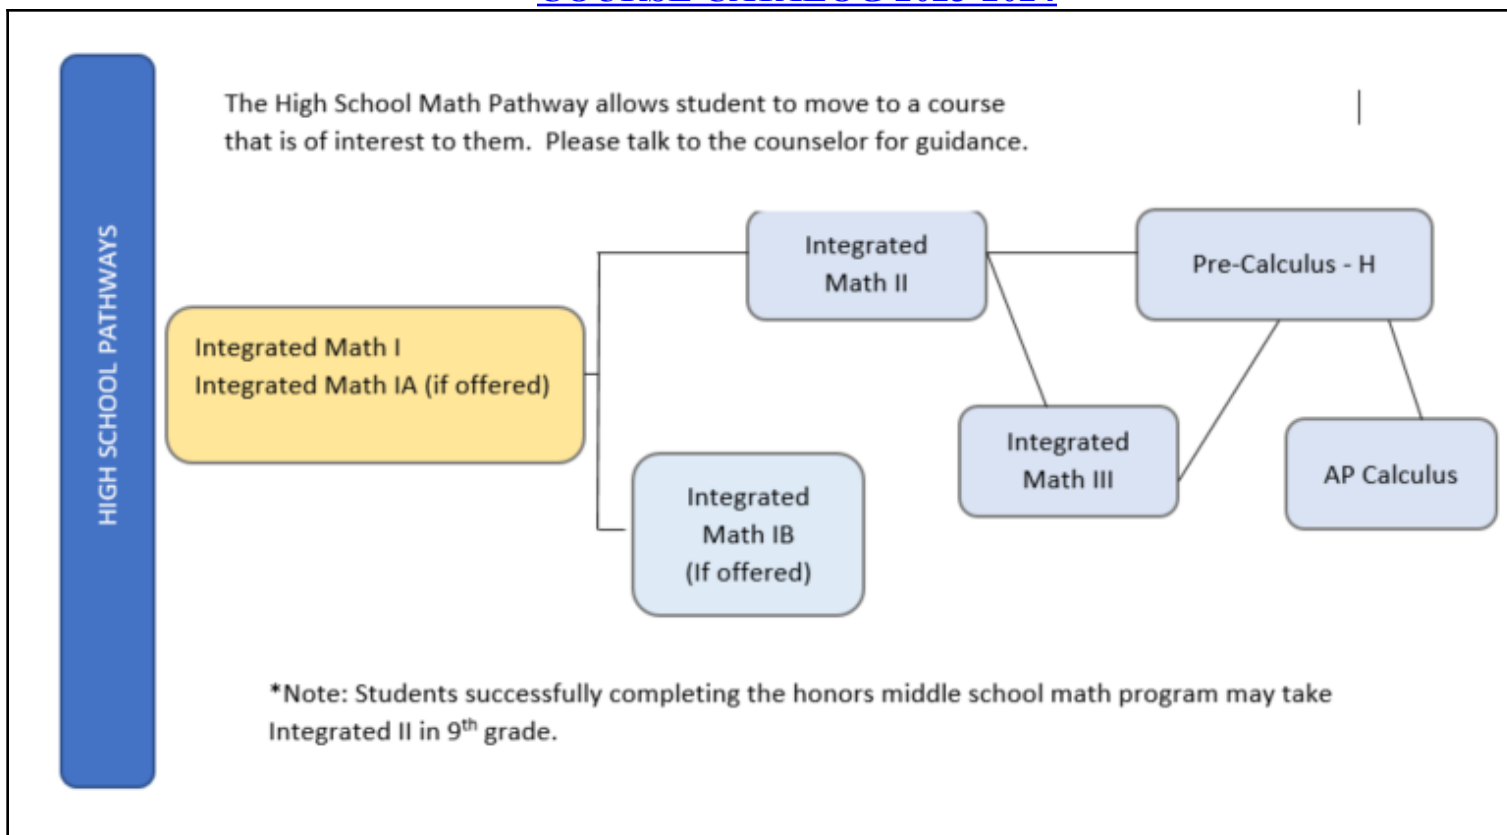 HIGH SCHOOL PATHWAYS
The High School Math Pathway allows student to move to a course
that is of interest to them.  Please talk to the counselor for guidance.
Integrated Math I
Integrated Math IA (if offered)
Integrated
Math II
Pre-Calculus - H
Integrated
Math III
AP Calculus
Integrated
Math IB
(If offered)
*Note: Students successfully completing the honors middle school math program may take
Integrated II in 9th grade.